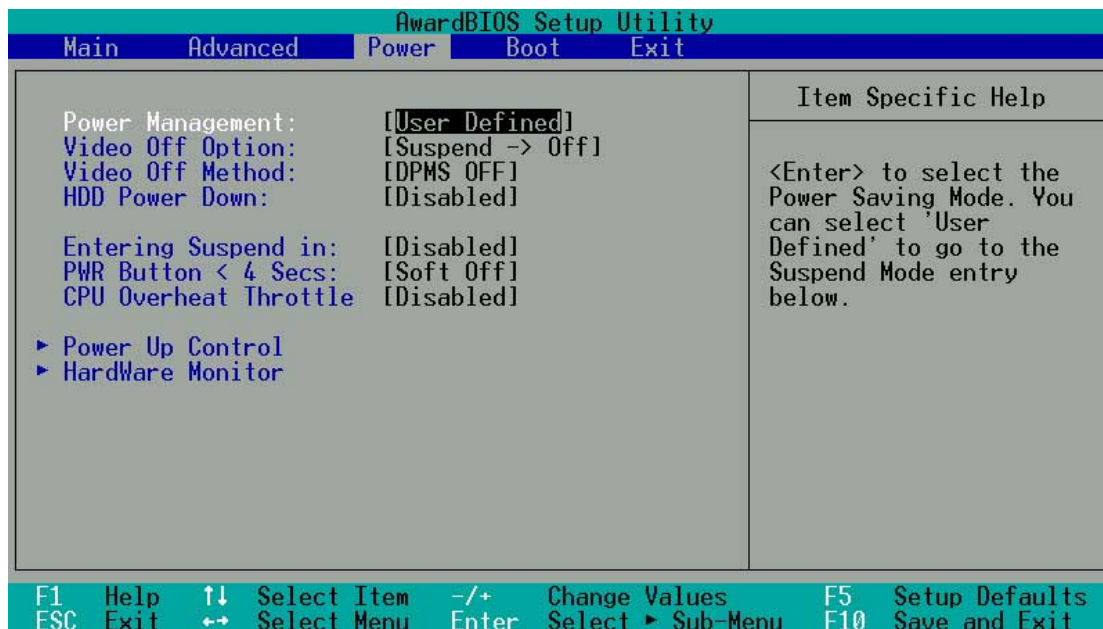 AwardBIOS Setup Utility
Main Advanced Power Boot Exit
Power Management: [User Defined]
Video Off Option: [Suspend -> Off]
Video Off Method: [DPMS OFF]
HDD Power Down: [Disabled]
Entering Suspend in: [Disabled]
PWR Button < 4 Secs: [Soft Off]
CPU Overheat Throttle [Disabled]
▶ Power Up Control
▶ HardWare Monitor
Item Specific Help
<Enter> to select the
Power Saving Mode. You
can select 'User
Defined' to go to the
Suspend Mode entry
below.
F1 Help ↑↓ Select Item -/+ Change Values F5 Setup Defaults
ESC Exit ←→ Select Menu Enter Select ▶ Sub-Menu F10 Save and Exit